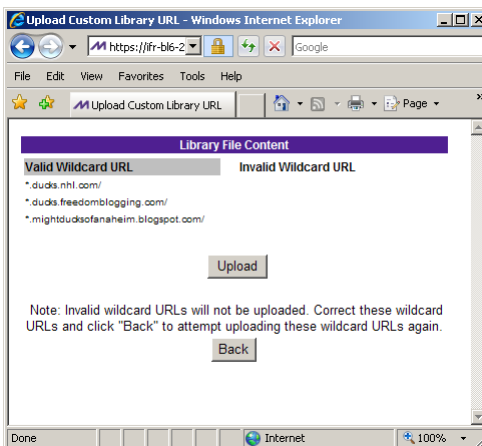 Upload Custom Library URL - Windows Internet Explorer
https://ifr-bl6-2
Google
File Edit View Favorites Tools Help
Upload Custom Library URL
Page
»
Library File Content
Valid Wildcard URL Invalid Wildcard URL
*.ducks.nhl.com/
*.ducks.freedomblogging.com/
*.mightducksofanaheim.blogspot.com/
Upload
Note: Invalid wildcard URLs will not be uploaded. Correct these wildcard
URLs and click "Back" to attempt uploading these wildcard URLs again.
Back
Done Internet 100%